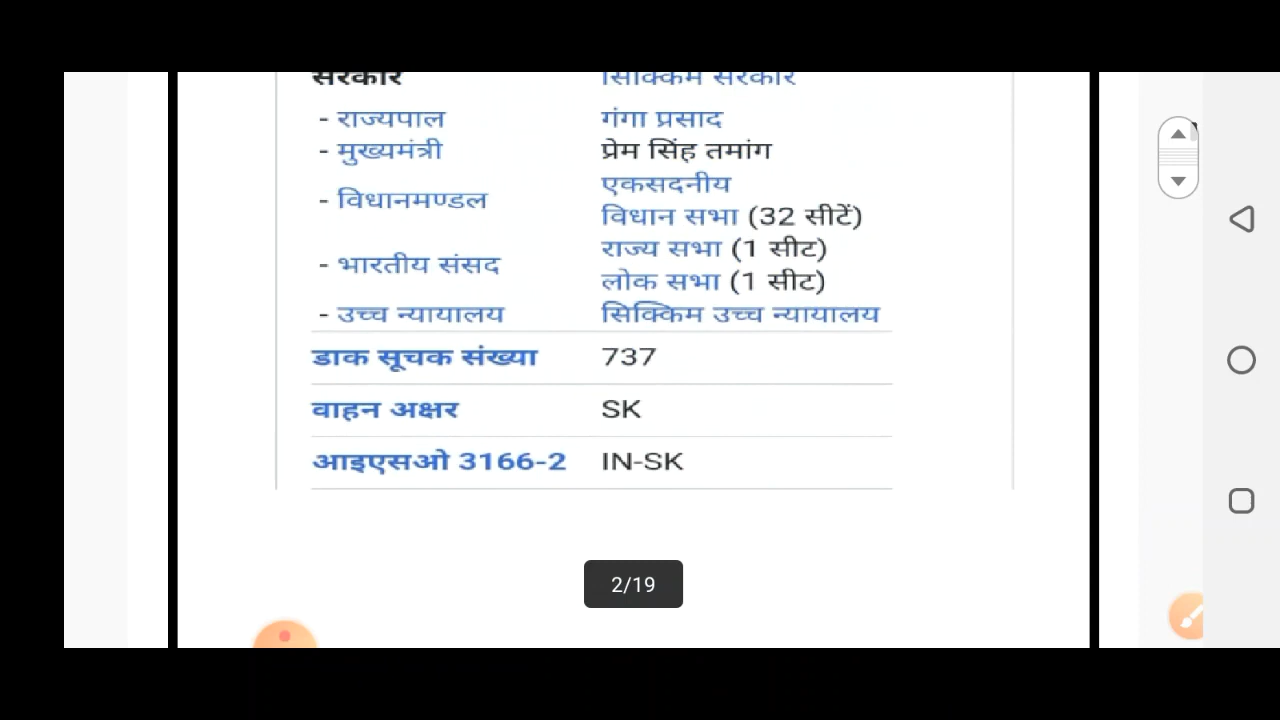 सरकार सिक्किम सरकार
- राज्यपाल गंगा प्रसाद
- मुख्यमंत्री प्रेम सिंह तमांग
- विधानमण्डल एकसदनीय
विधान सभा (32 सीटें)
- भारतीय संसद राज्य सभा (1 सीट)
लोक सभा (1 सीट)
- उच्च न्यायालय सिक्किम उच्च न्यायालय
डाक सूचक संख्या 737
वाहन अक्षर SK
आइएसओ 3166-2 IN-SK
2/19